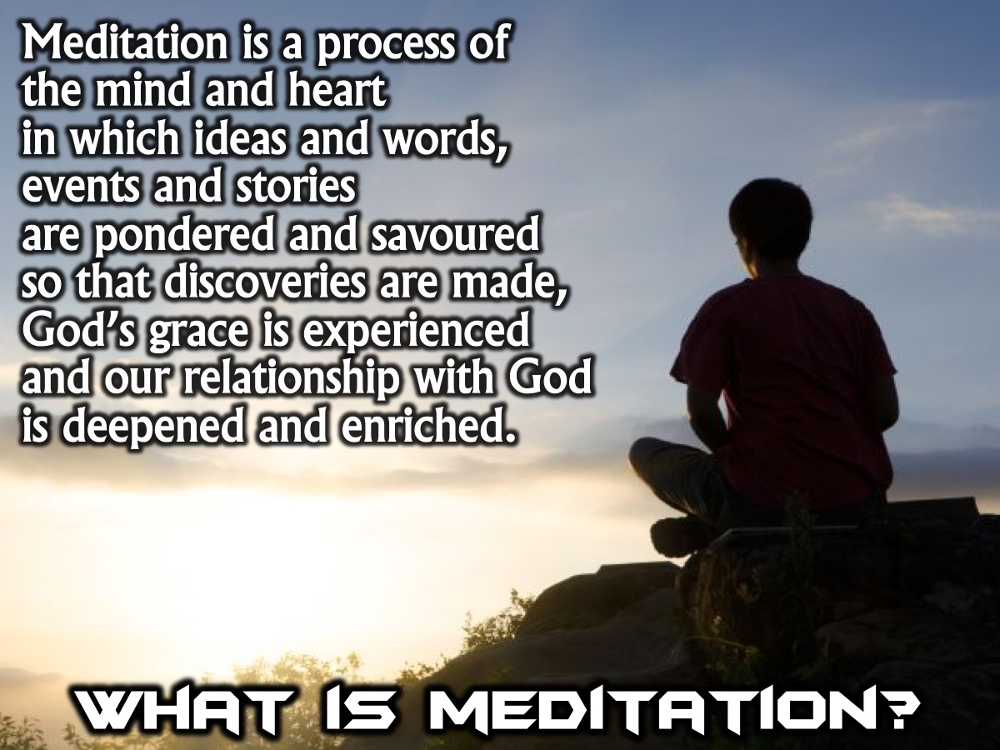 Meditation is a process of
the mind and heart
in which ideas and words,
events and stories
are pondered and savoured
so that discoveries are made,
God’s grace is experienced
and our relationship with God
is deepened and enriched.
WHAT IS MEDITATION?